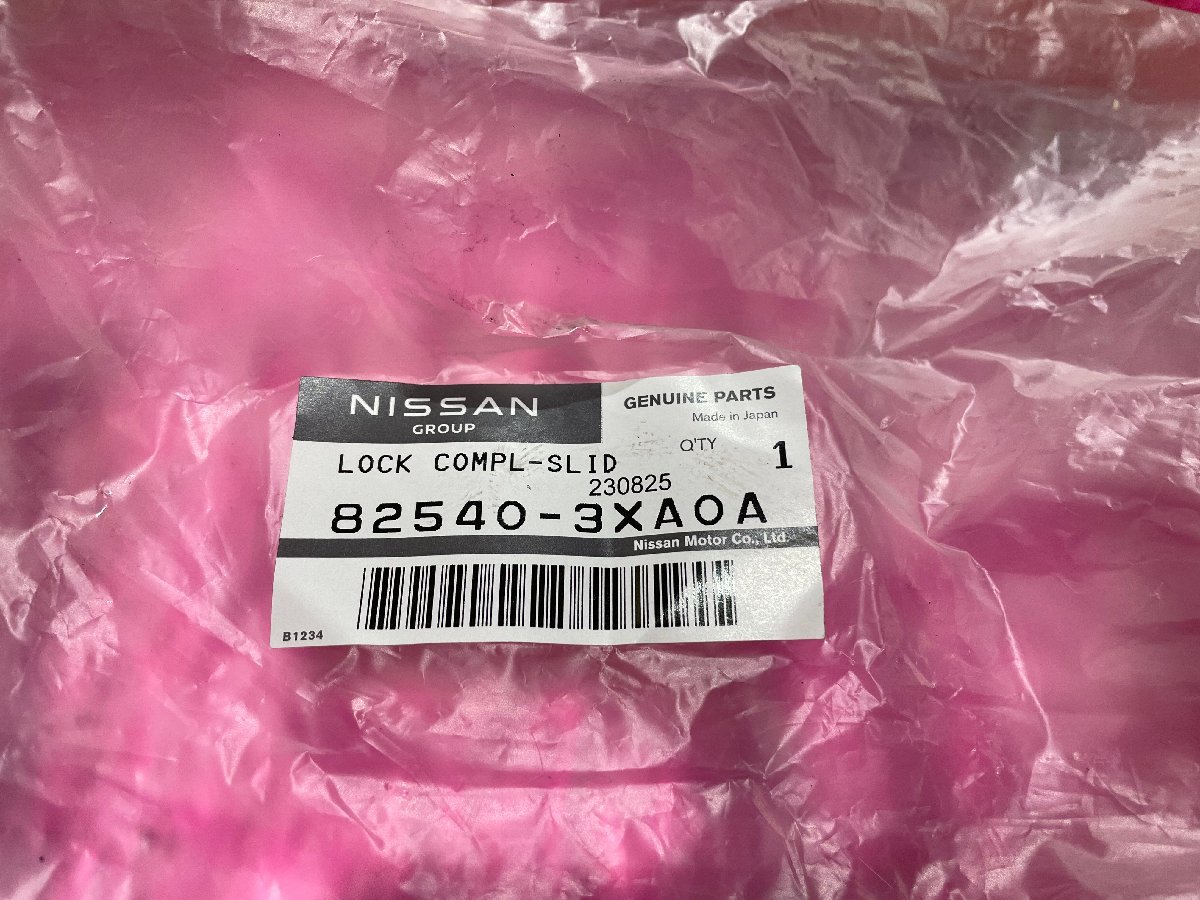 NISSAN
GROUP
GENUINE PARTS
Made in Japan
Q'TY 1
LOCK COMPL-SLID
230825
82540-3XA0A
Nissan Motor Co., Ltd.
B1234